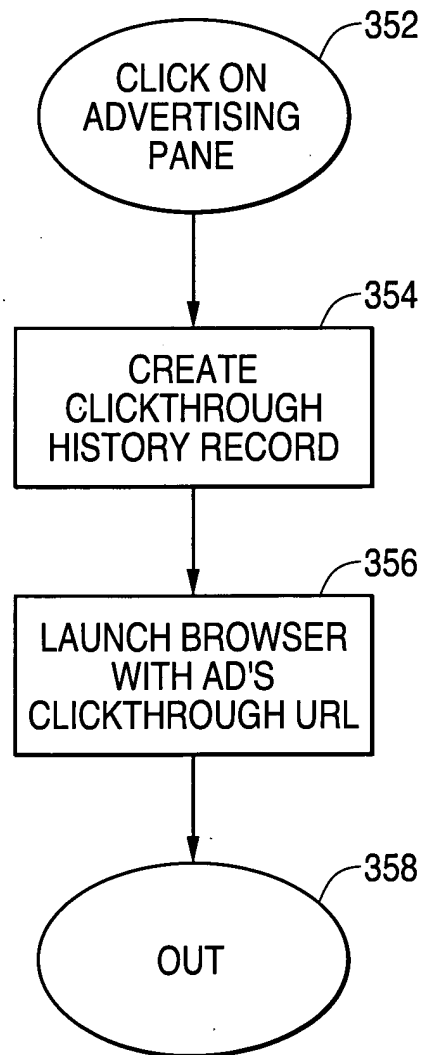 352
CLICK ON
ADVERTISING
PANE
354
CREATE
CLICKTHROUGH
HISTORY RECORD
356
LAUNCH BROWSER
WITH AD'S
CLICKTHROUGH URL
358
OUT